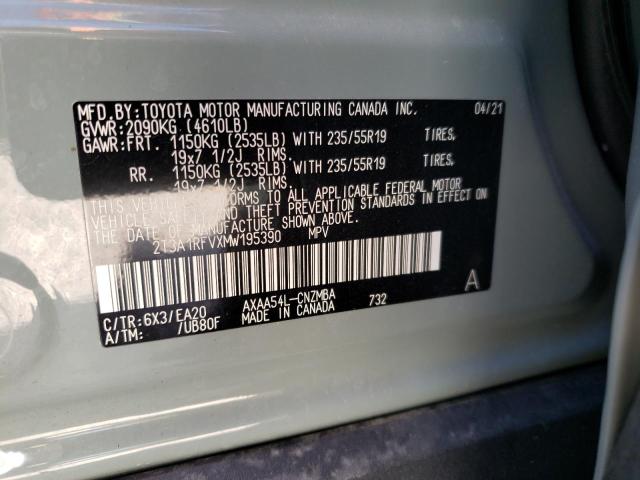 MFD.BY:TOYOTA MOTOR MANUFACTURING CANADA INC. 04/21
GVWR:2090KG (4610LB)
GAWR:FRT. 1150KG (2535LB) WITH 235/55R19 TIRES,
19x7 1/2J RIMS.
RR. 1150KG (2535LB) WITH 235/55R19 TIRES,
19x7 1/2J RIMS.
THIS VEHICLE CONFORMS TO ALL APPLICABLE FEDERAL MOTOR
VEHICLE SAFETY AND THEFT PREVENTION STANDARDS IN EFFECT ON
THE DATE OF MANUFACTURE SHOWN ABOVE.
2T3A1RFVXMW195390 MPV
A
C/TR:6X3/EA20 AXAA54L-CNZMBA 732
A/TM: /UB80F MADE IN CANADA